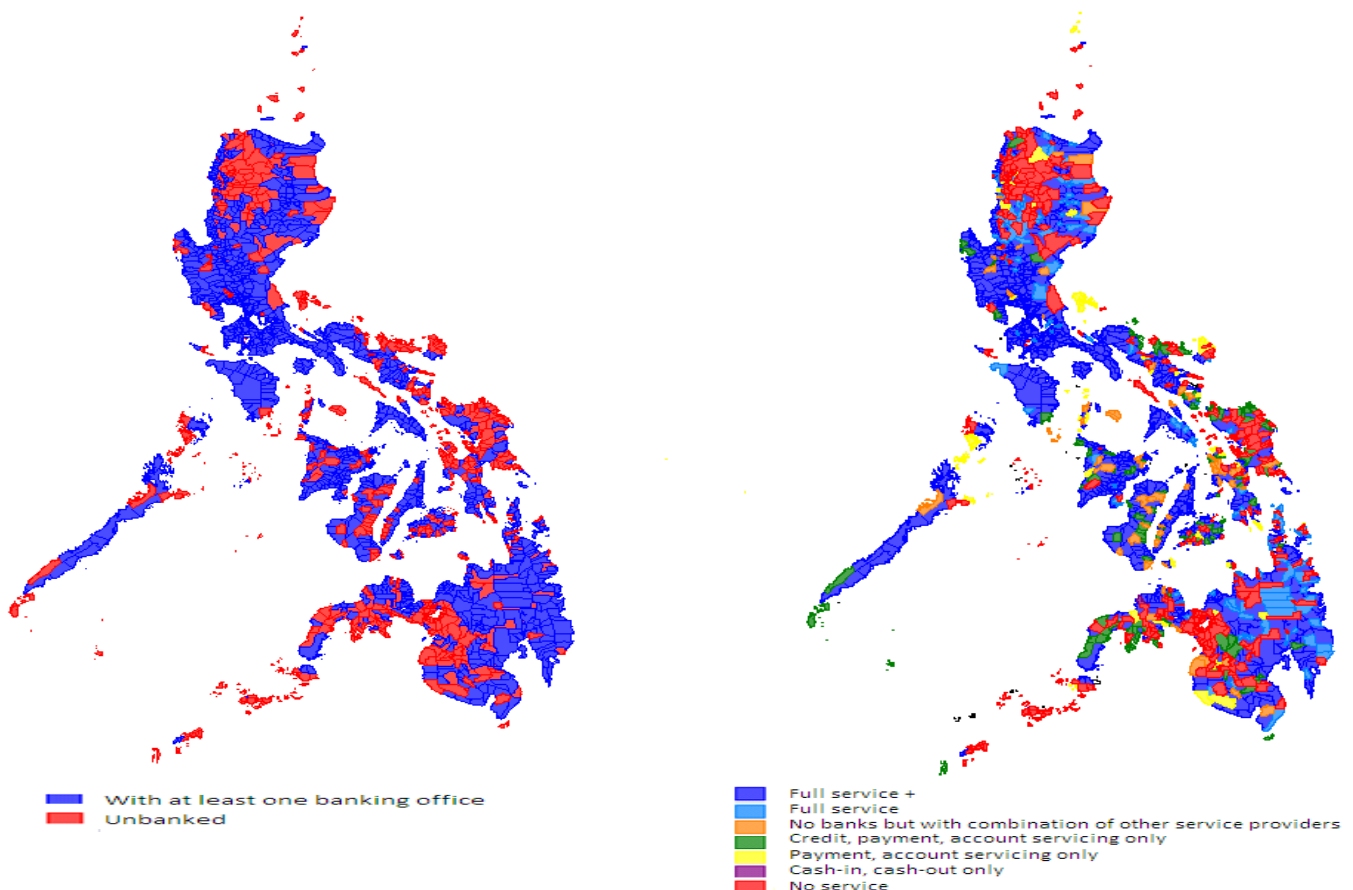 With at least one banking office
Unbanked
Full service +
Full service
No banks but with combination of other service providers
Credit, payment, account servicing only
Payment, account servicing only
Cash-in, cash-out only
No service